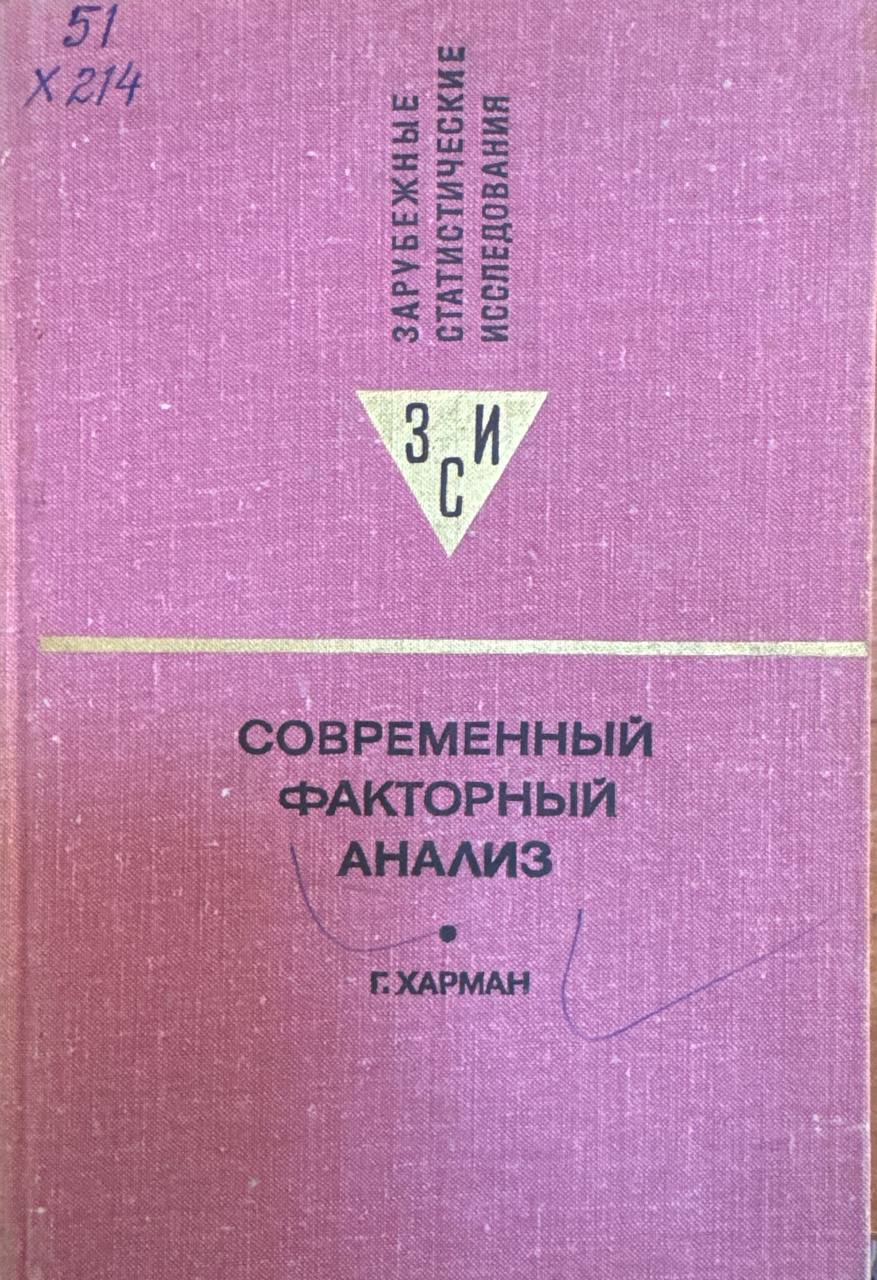 51
Х 214
ЗАРУБЕЖНЫЕ
СТАТИСТИЧЕСКИЕ
ИССЛЕДОВАНИЯ
З И
С
СОВРЕМЕННЫЙ
ФАКТОРНЫЙ
АНАЛИЗ
Г. ХАРМАН